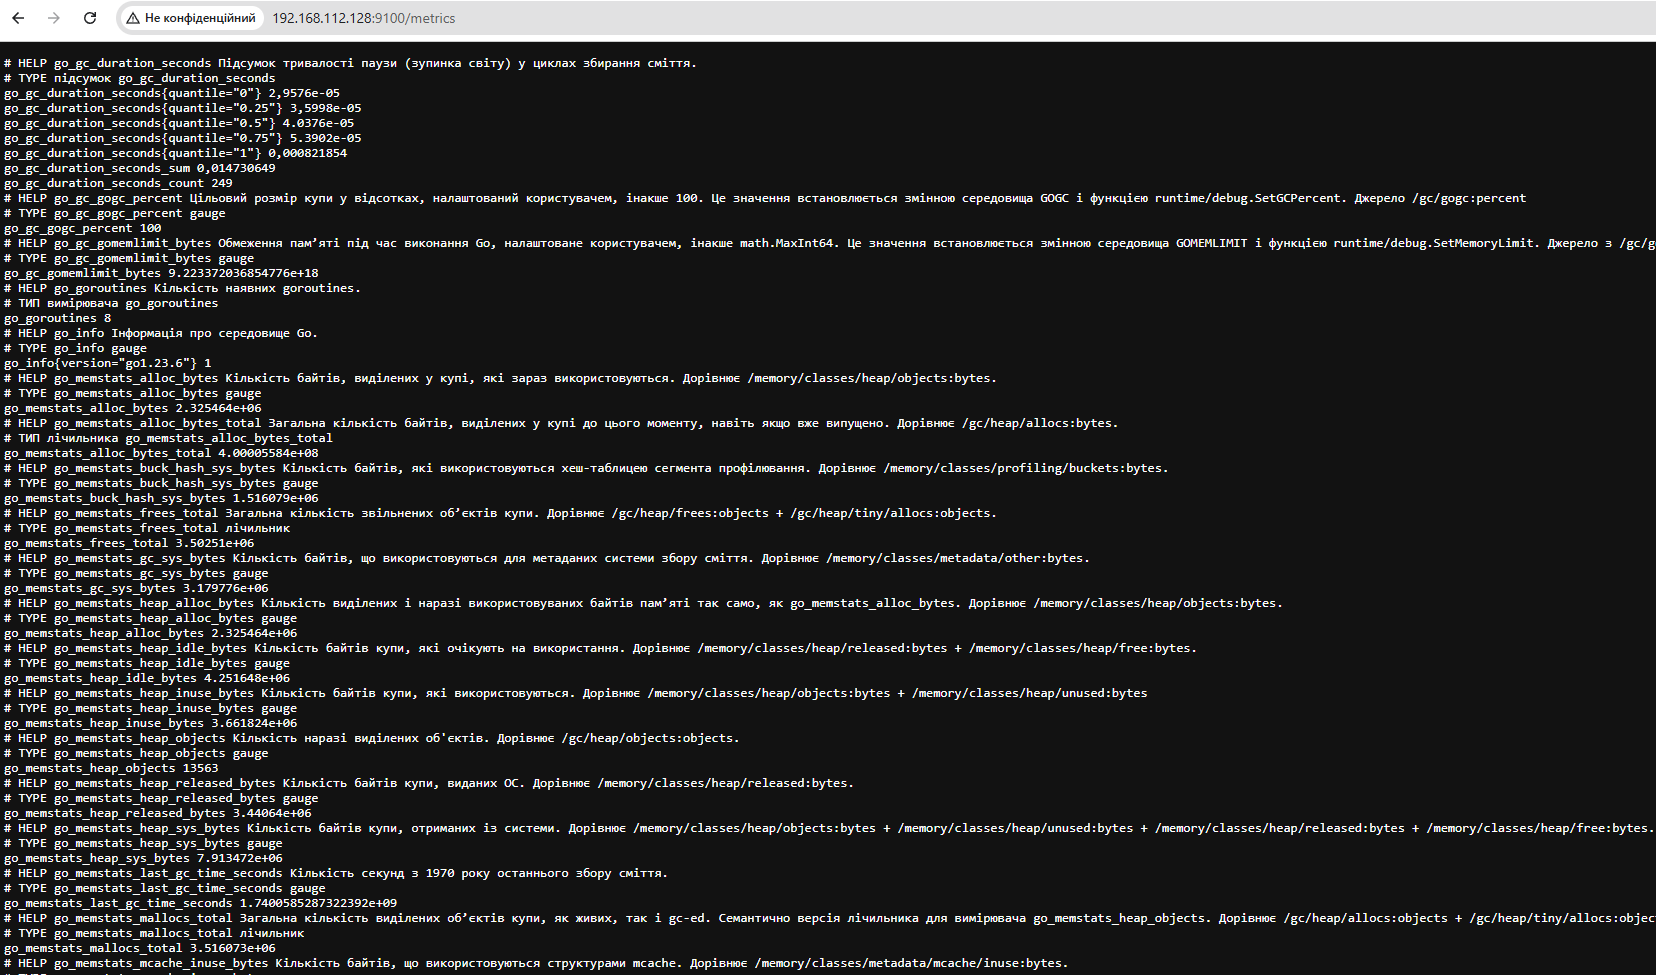 Не конфіденційний 192.168.112.128:9100/metrics
# HELP go_gc_duration_seconds Підсумок тривалості паузи (зупинка світу) у циклах збирання сміття.
# TYPE підсумок go_gc_duration_seconds
go_gc_duration_seconds{quantile="0"} 2,9576e-05
go_gc_duration_seconds{quantile="0.25"} 3,5998e-05
go_gc_duration_seconds{quantile="0.5"} 4.0376e-05
go_gc_duration_seconds{quantile="0.75"} 5.3902e-05
go_gc_duration_seconds{quantile="1"} 0,000821854
go_gc_duration_seconds_sum 0,014730649
go_gc_duration_seconds_count 249
# HELP go_gc_gogc_percent Цільовий розмір купи у відсотках, налаштований користувачем, інакше 100. Це значення встановлюється змінною середовища GOGC і функцією runtime/debug.SetGCPercent. Джерело /gc/gogc:percent
# TYPE go_gc_gogc_percent gauge
go_gc_gogc_percent 100
# HELP go_gc_gomemlimit_bytes Обмеження пам’яті під час виконання Go, налаштоване користувачем, інакше math.MaxInt64. Це значення встановлюється змінною середовища GOMEMLIMIT і функцією runtime/debug.SetMemoryLimit. Джерело з /gc/g
# TYPE go_gc_gomemlimit_bytes gauge
go_gc_gomemlimit_bytes 9.223372036854776e+18
# HELP go_goroutines Кількість наявних goroutines.
# ТИП вимірювача go_goroutines
go_goroutines 8
# HELP go_info Інформація про середовище Go.
# TYPE go_info gauge
go_info{version="go1.23.6"} 1
# HELP go_memstats_alloc_bytes Кількість байтів, виділених у купі, які зараз використовуються. Дорівнює /memory/classes/heap/objects:bytes.
# TYPE go_memstats_alloc_bytes gauge
go_memstats_alloc_bytes 2.325464e+06
# HELP go_memstats_alloc_bytes_total Загальна кількість байтів, виділених у купі до цього моменту, навіть якщо вже випущено. Дорівнює /gc/heap/allocs:bytes.
# ТИП лічильника go_memstats_alloc_bytes_total
go_memstats_alloc_bytes_total 4.00005584e+08
# HELP go_memstats_buck_hash_sys_bytes Кількість байтів, які використовуються хеш-таблицею сегмента профілювання. Дорівнює /memory/classes/profiling/buckets:bytes.
# TYPE go_memstats_buck_hash_sys_bytes gauge
go_memstats_buck_hash_sys_bytes 1.516079e+06
# HELP go_memstats_frees_total Загальна кількість звільнених об’єктів купи. Дорівнює /gc/heap/frees:objects + /gc/heap/tiny/allocs:objects.
# TYPE go_memstats_frees_total лічильник
go_memstats_frees_total 3.50251e+06
# HELP go_memstats_gc_sys_bytes Кількість байтів, що використовуються для метаданих системи збору сміття. Дорівнює /memory/classes/metadata/other:bytes.
# TYPE go_memstats_gc_sys_bytes gauge
go_memstats_gc_sys_bytes 3.179776e+06
# HELP go_memstats_heap_alloc_bytes Кількість виділених і наразі використовуваних байтів пам’яті так само, як go_memstats_alloc_bytes. Дорівнює /memory/classes/heap/objects:bytes.
# TYPE go_memstats_heap_alloc_bytes gauge
go_memstats_heap_alloc_bytes 2.325464e+06
# HELP go_memstats_heap_idle_bytes Кількість байтів купи, які очікують на використання. Дорівнює /memory/classes/heap/released:bytes + /memory/classes/heap/free:bytes.
# TYPE go_memstats_heap_idle_bytes gauge
go_memstats_heap_idle_bytes 4.251648e+06
# HELP go_memstats_heap_inuse_bytes Кількість байтів купи, які використовуються. Дорівнює /memory/classes/heap/objects:bytes + /memory/classes/heap/unused:bytes
# TYPE go_memstats_heap_inuse_bytes gauge
go_memstats_heap_inuse_bytes 3.661824e+06
# HELP go_memstats_heap_objects Кількість наразі виділених об'єктів. Дорівнює /gc/heap/objects:objects.
# TYPE go_memstats_heap_objects gauge
go_memstats_heap_objects 13563
# HELP go_memstats_heap_released_bytes Кількість байтів купи, виданих ОС. Дорівнює /memory/classes/heap/released:bytes.
# TYPE go_memstats_heap_released_bytes gauge
go_memstats_heap_released_bytes 3.44064e+06
# HELP go_memstats_heap_sys_bytes Кількість байтів купи, отриманих із системи. Дорівнює /memory/classes/heap/objects:bytes + /memory/classes/heap/unused:bytes + /memory/classes/heap/released:bytes + /memory/classes/heap/free:bytes.
# TYPE go_memstats_heap_sys_bytes gauge
go_memstats_heap_sys_bytes 7.913472e+06
# HELP go_memstats_last_gc_time_seconds Кількість секунд з 1970 року останнього збору сміття.
# TYPE go_memstats_last_gc_time_seconds gauge
go_memstats_last_gc_time_seconds 1.7400585287322392e+09
# HELP go_memstats_mallocs_total Загальна кількість виділених об’єктів купи, як живих, так і gc-ed. Семантично версія лічильника для вимірювача go_memstats_heap_objects. Дорівнює /gc/heap/allocs:objects + /gc/heap/tiny/allocs:objec
# TYPE go_memstats_mallocs_total лічильник
go_memstats_mallocs_total 3.516073e+06
# HELP go_memstats_mcache_inuse_bytes Кількість байтів, що використовуються структурами mcache. Дорівнює /memory/classes/metadata/mcache/inuse:bytes.